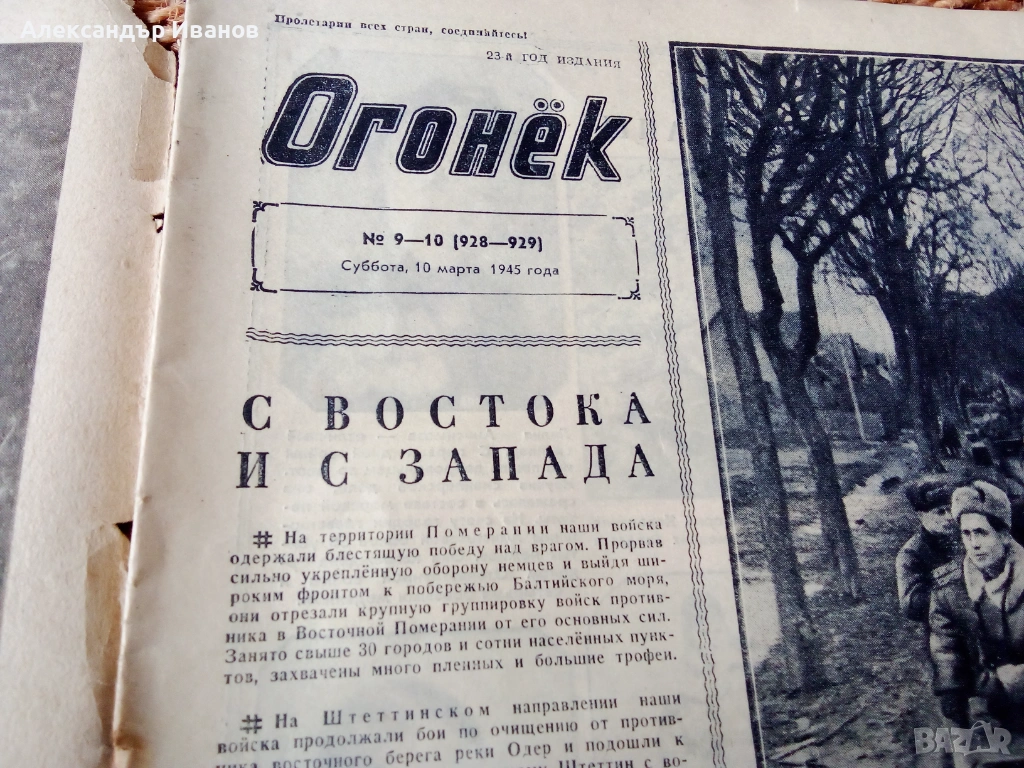 Александър Иванов
Пролетарии всех стран, соединяйтесь!
23-й ГОД ИЗДАНИЯ
Огонёк
№ 9—10 (928—929)
Суббота, 10 марта 1945 года
С ВОСТОКА
И С ЗАПАДА
# На территории Померании наши войска
одержали блестящую победу над врагом. Прорвав
сильно укреплённую оборону немцев и выйдя ши-
роким фронтом к побережью Балтийского моря,
они отрезали крупную группировку войск против-
ника в Восточной Померании от его основных сил.
Занято свыше 30 городов и сотни населённых пунк-
тов, захвачены много пленных и большие трофеи.
# На Штеттинском направлении наши
войска продолжали бои по очищению от против-
ника восточного берега реки Одер и подошли к
Штеттин с во-
BAZAR